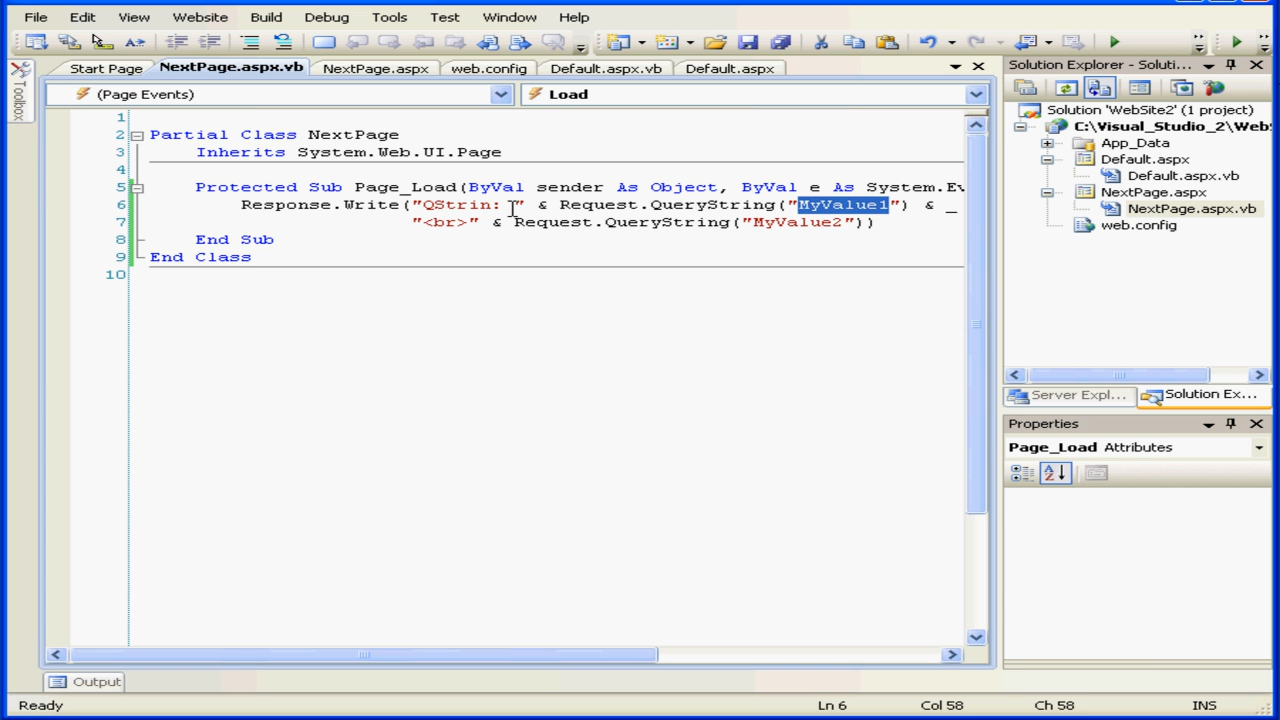 File Edit View Website Build Debug Tools Test Window Help
Toolbox
Start Page NextPage.aspx.vb NextPage.aspx web.config Default.aspx.vb Default.aspx
(Page Events) Load
1
2 Partial Class NextPage
3 Inherits System.Web.UI.Page
4
5 Protected Sub Page_Load(ByVal sender As Object, ByVal e As System.Ev
6 Response.Write("QStrin: " & Request.QueryString("MyValue1") & _
7 "<br>" & Request.QueryString("MyValue2"))
8 End Sub
9 End Class
10
Solution Explorer - Soluti...
Solution 'WebSite2' (1 project)
C:\Visual_Studio_2\Web
App_Data
Default.aspx
Default.aspx.vb
NextPage.aspx
NextPage.aspx.vb
web.config
Server Expl... Solution Ex...
Properties
Page_Load Attributes
Output
Ready Ln 6 Col 58 Ch 58 INS